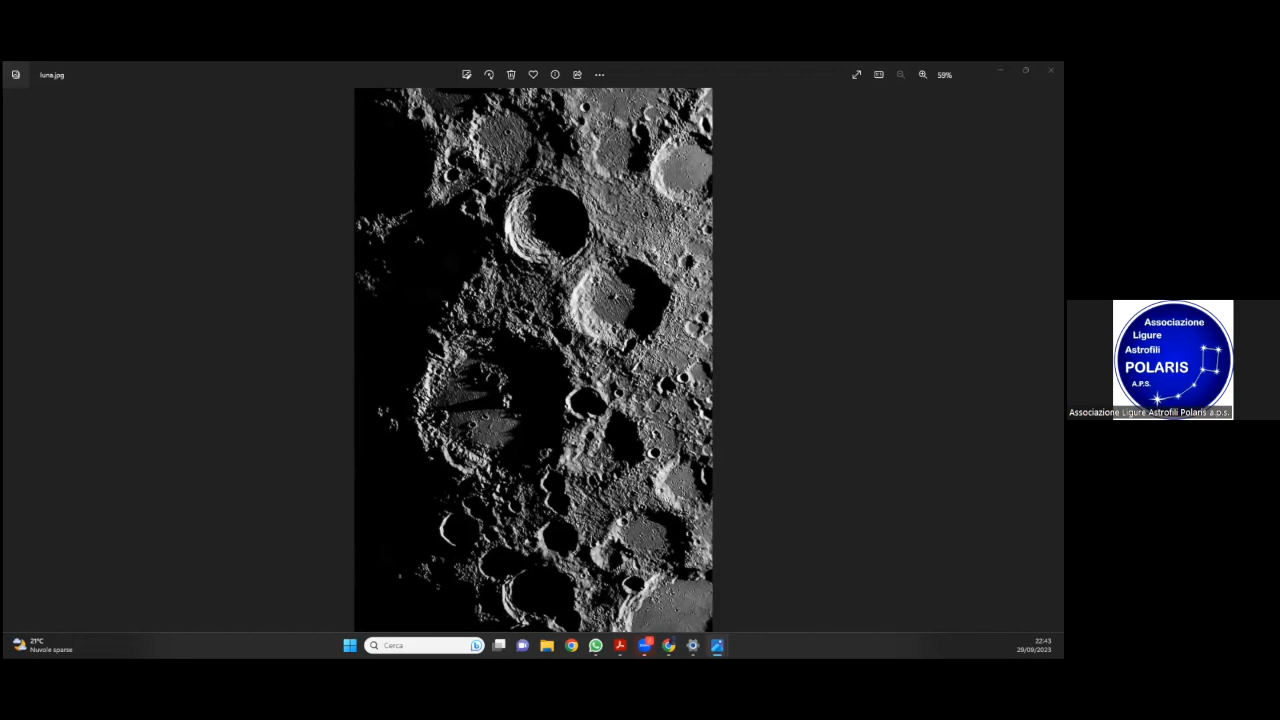 luna.jpg
59%
Associazione
Ligure
Astrofili
POLARIS
A.P.S.
Associazione Ligure Astrofili Polaris a.p.s.
21°C
Nuvole sparse
Cerca
22:43
29/09/2023